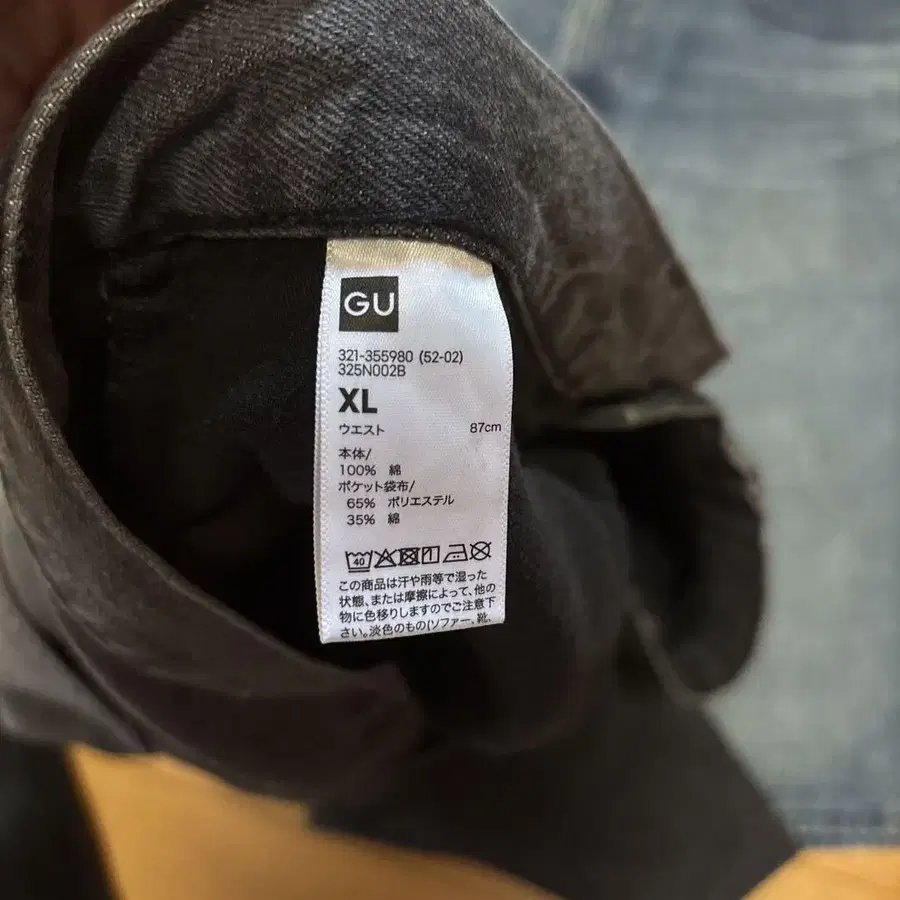 GU
321-355980 (52-02)
325N002B
XL
ウエスト 87cm
本体/
100% 綿
ポケット袋布/
65% ポリエステル
35% 綿
40
この商品は汗や雨等で湿った
状態、または摩擦によって、他の
物に色移りしますのでご注意下
さい。淡色のもの(ソファー、靴、